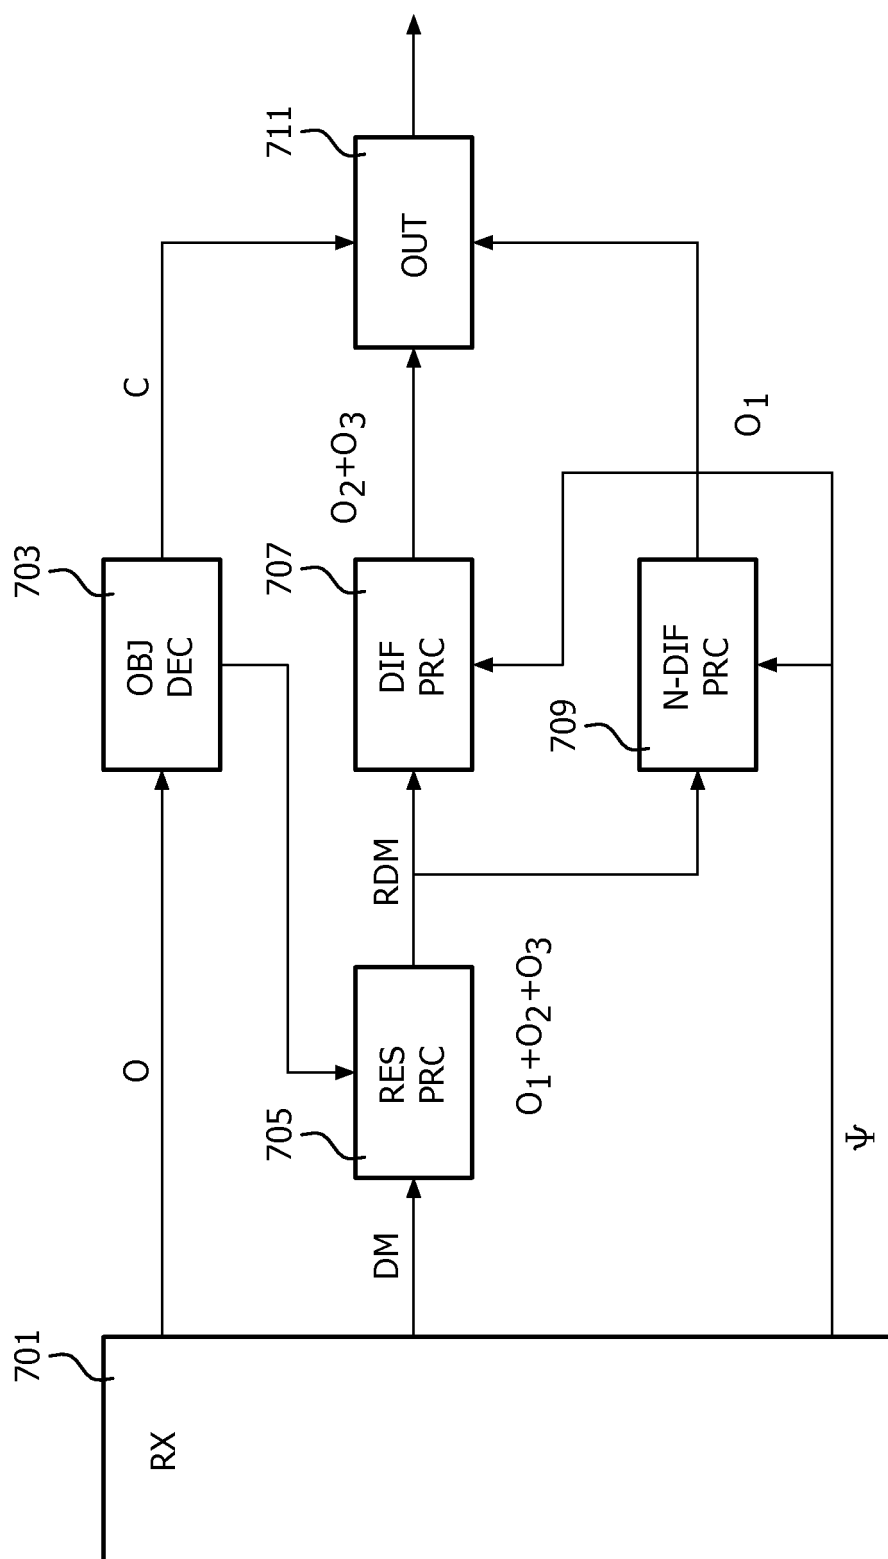 701
RX
O
DM
Ψ
703
OBJ
DEC
705
RES
PRC
O1+O2+O3
RDM
707
DIF
PRC
709
N-DIF
PRC
C
O2+O3
O1
711
OUT